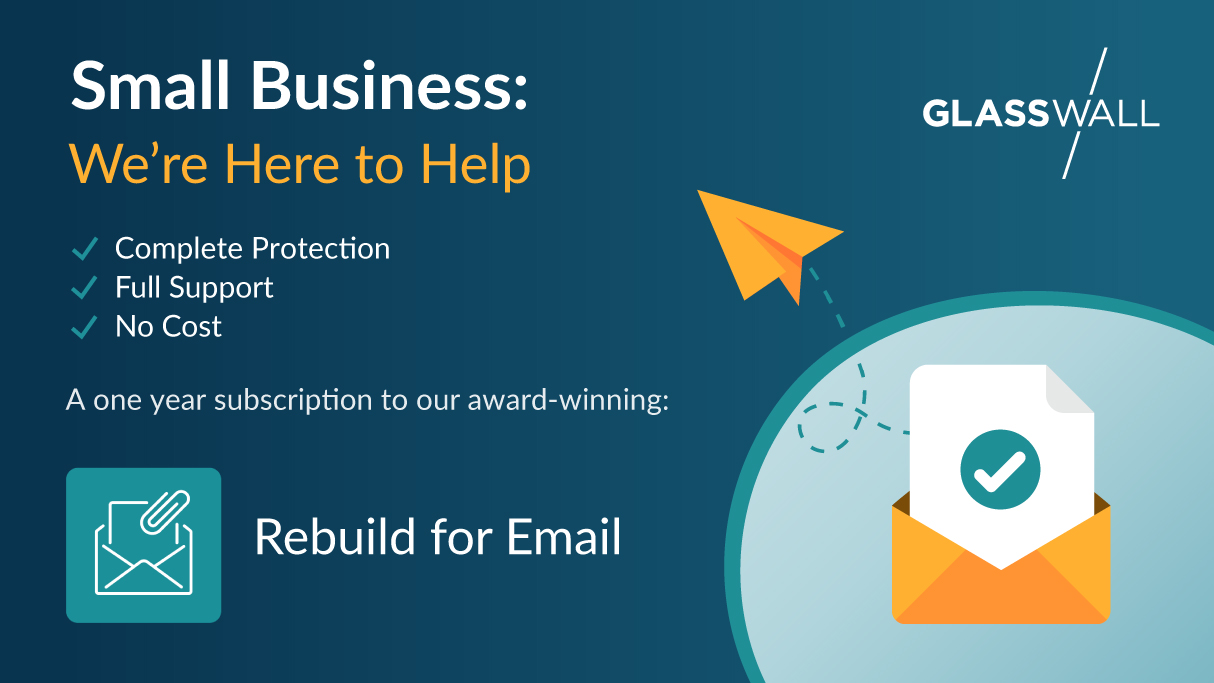 Small Business:
GLASSWALL
We’re Here to Help
Complete Protection
Full Support
No Cost
A one year subscription to our award-winning:
Rebuild for Email